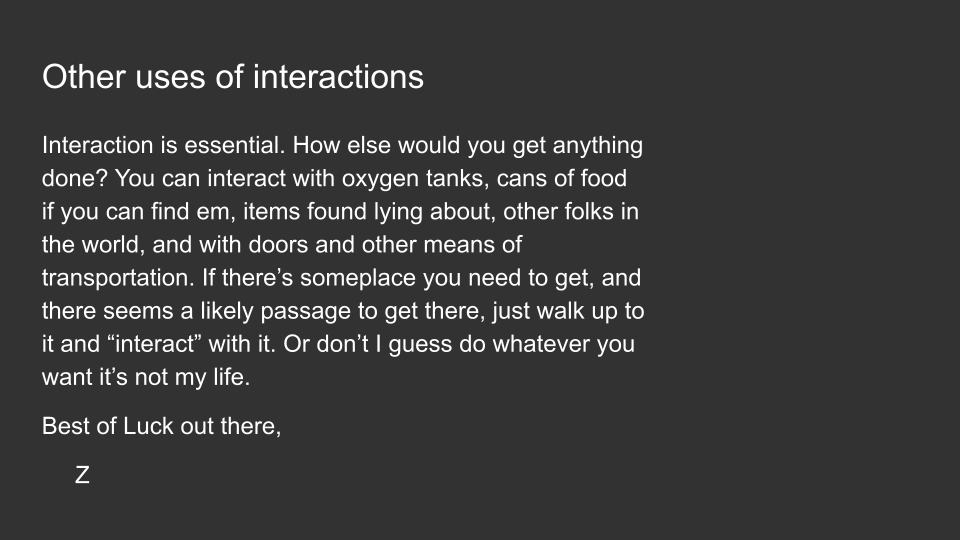 Other uses of interactions
Interaction is essential. How else would you get anything
done? You can interact with oxygen tanks, cans of food
if you can find em, items found lying about, other folks in
the world, and with doors and other means of
transportation. If there’s someplace you need to get, and
there seems a likely passage to get there, just walk up to
it and “interact” with it. Or don’t I guess do whatever you
want it’s not my life.
Best of Luck out there,
Z